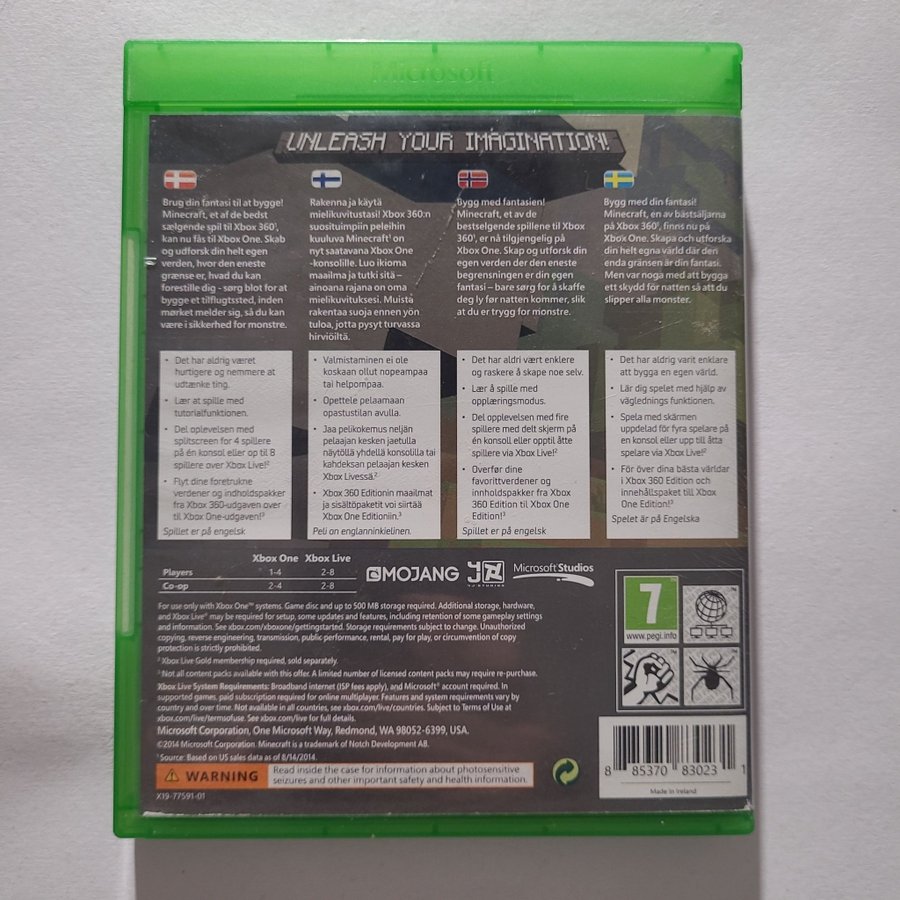 Microsoft
UNLEASH YOUR IMAGINATION!
Brug din fantasi til at bygge!
Minecraft, et af de bedst
sælgende spil til Xbox 360¹,
kan nu fås til Xbox One. Skab
og udforsk din helt egen
verden, hvor den eneste
grænse er, hvad du kan
forestille dig - sørg blot for at
bygge et tilflugtssted, inden
mørket melder sig, så du kan
være i sikkerhed for monstre.
Rakenna ja käytä
mielikuvitustasi! Xbox 360:n
suosituimpiin peleihin
kuuluva Minecraft¹ on
nyt saatavana Xbox One
-konsolille. Luo ikioma
maailma ja tutki sitä –
ainoana rajana on oma
mielikuvituksesi. Muista
rakentaa suoja ennen yön
tuloa, jotta pysyt turvassa
hirviöiltä.
Bygg med fantasien!
Minecraft, et av de
bestselgende spillene til Xbox
360¹, er nå tilgjengelig på
Xbox One. Skap og utforsk din
egen verden der den eneste
begrensningen er din egen
fantasi – bare sørg for å skaffe
deg ly før natten kommer, slik
at du er trygg for monstre.
Bygg med din fantasi!
Minecraft, en av bästsäljarna
på Xbox 360¹, finns nu på
Xbox One. Skapa och utforska
din helt egna värld där den
enda gränsen är din fantasi.
Men var noga med att bygga
ett skydd för natten så att du
slipper alla monster.
• Det har aldrig været
hurtigere og nemmere at
udtænke ting.
• Lær at spille med
tutorialfunktionen.
• Del oplevelsen med
splitscreen for 4 spillere
på én konsol eller op til 8
spillere over Xbox Live!²
• Flyt dine foretrukne
verdener og indholdspakker
fra Xbox 360-udgaven over
til Xbox One-udgaven!³
Spillet er på engelsk
• Valmistaminen ei ole
koskaan ollut nopeampaa
tai helpompaa.
• Opettele pelaamaan
opastustilan avulla.
• Jaa pelikokemus neljän
pelaajan kesken jaetulla
näytöllä yhdellä konsolilla tai
kahdeksan pelaajan kesken
Xbox Livessä.²
• Xbox 360 Editionin maailmat
ja sisältöpaketit voi siirtää
Xbox One Editioniin.³
Peli on englanninkielinen.
• Det har aldri vært enklere
og raskere å skape noe selv.
• Lær å spille med
opplæringsmodus.
• Del opplevelsen med fire
spillere med delt skjerm på
én konsoll eller opptil åtte
spillere via Xbox Live!²
• Overfør dine
favorittverdener og
innholdspakker fra Xbox
360 Edition til Xbox One
Edition!³
Spillet er på engelsk
• Det har aldrig varit enklare
att bygga en egen värld.
• Lär dig spelet med hjälp av
väglednings funktionen.
• Spela med skärmen
uppdelad för fyra spelare på
en konsol eller upp till åtta
spelare via Xbox Live!²
• För över dina bästa världar
i Xbox 360 Edition och
innehållspaket till Xbox
One Edition!³
Spelet är på Engelska
Xbox One Xbox Live
Players 1-4 2-8
Co-op 2-4 2-8
MOJANG
4J STUDIOS
Microsoft Studios
For use only with Xbox One™ systems. Game disc and up to 500 MB storage required. Additional storage, hardware,
and Xbox Live® may be required for setup, some updates and features, including retention of some gameplay settings
and information. See xbox.com/xboxone/gettingstarted. Storage requirements subject to change. Unauthorized
copying, reverse engineering, transmission, public performance, rental, pay for play, or circumvention of copy
protection is strictly prohibited.
² Xbox Live Gold membership required, sold separately.
³ Not all content packs available with this offer. A limited number of licensed content packs may require re-purchase.
Xbox Live System Requirements: Broadband internet (ISP fees apply), and Microsoft® account required. In
supported games, paid subscription required for online multiplayer. Features and system requirements vary by
country and over time. Not available in all countries, see xbox.com/live/countries. Subject to Terms of Use at
xbox.com/live/termsofuse. See xbox.com/live for full details.
Microsoft Corporation, One Microsoft Way, Redmond, WA 98052-6399, USA.
©2014 Microsoft Corporation. Minecraft is a trademark of Notch Development AB.
¹ Source: Based on US sales data as of 8/14/2014.
WARNING
Read inside the case for information about photosensitive
seizures and other important safety and health information.
X19-77591-01
7
www.pegi.info
8 85370 83023 1
Made in Ireland